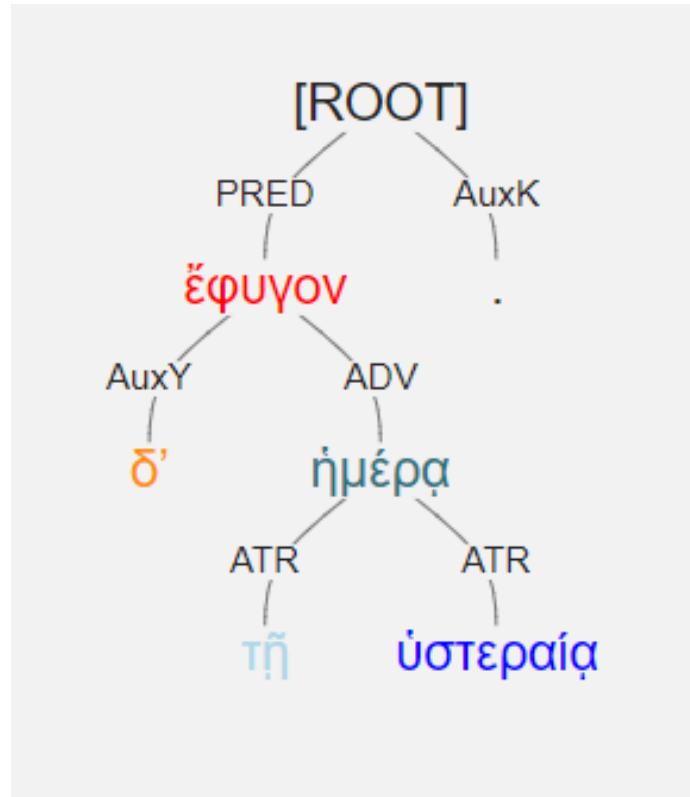 [ROOT]
PRED AuxK
ἔφυγον .
AuxY ADV
δ’ ἡμέρᾳ
ATR ATR
τῇ ὑστεραίᾳ